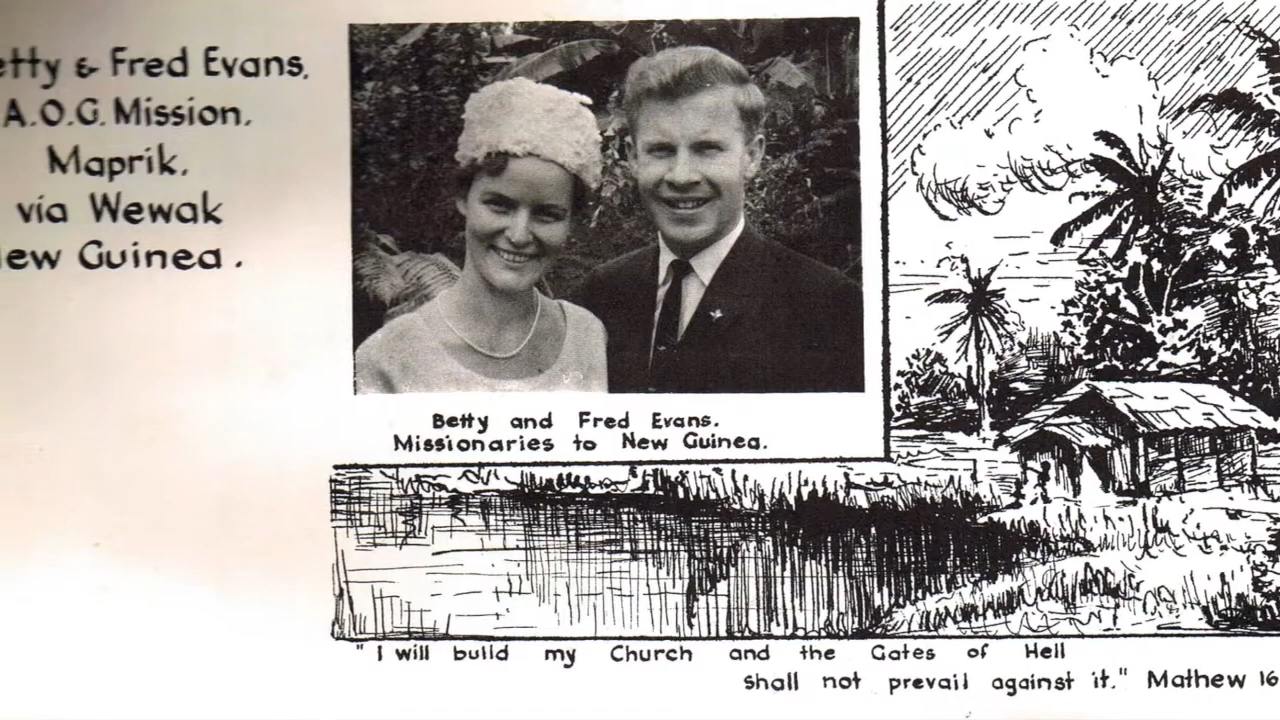 etty & Fred Evans.
A.O.G. Mission.
Maprik.
via Wewak
ew Guinea.
Betty and Fred Evans.
Missionaries to New Guinea.
"I will build my Church and the Gates of Hell
shall not prevail against it." Mathew 16